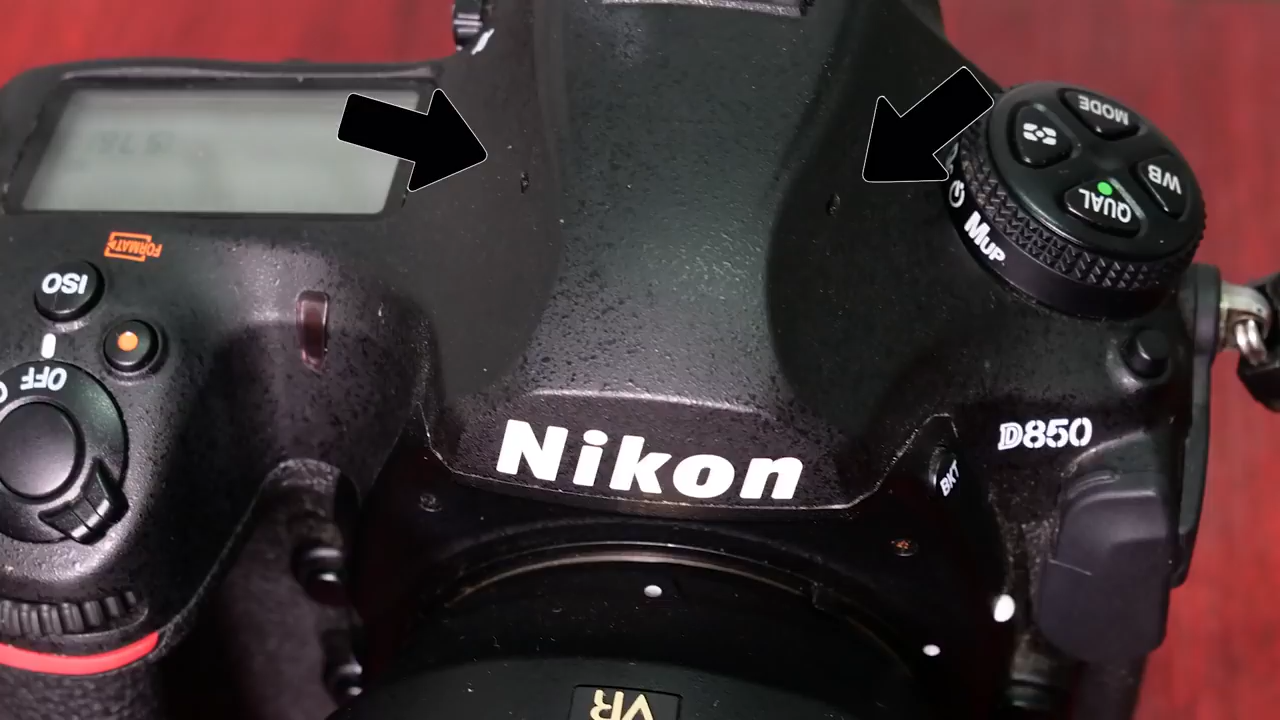 MODE
WB
QUAL
Mup
FORMAT
ISO
OFF
Nikon
D850
BKT
VR